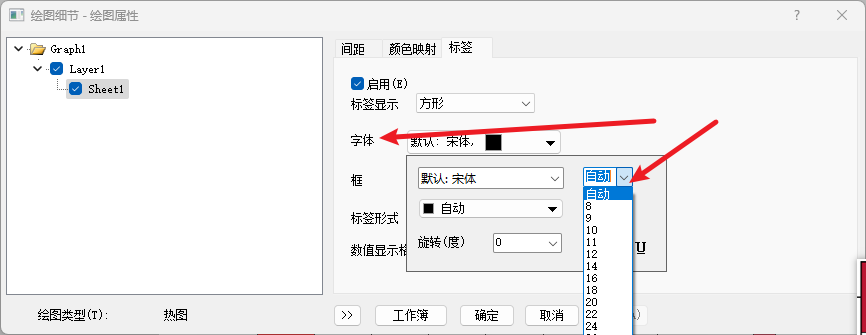 绘图细节 - 绘图属性
?
Graph1
Layer1
Sheet1
间距
颜色映射
标签
启用(E)
标签显示
方形
字体
默认: 宋体,
框
默认: 宋体
自动
自动
8
9
10
11
12
14
16
18
20
22
24
自动
标签形式
旋转(度)
0
U
数值显示格
绘图类型(T):
热图
>>
工作簿
确定
取消